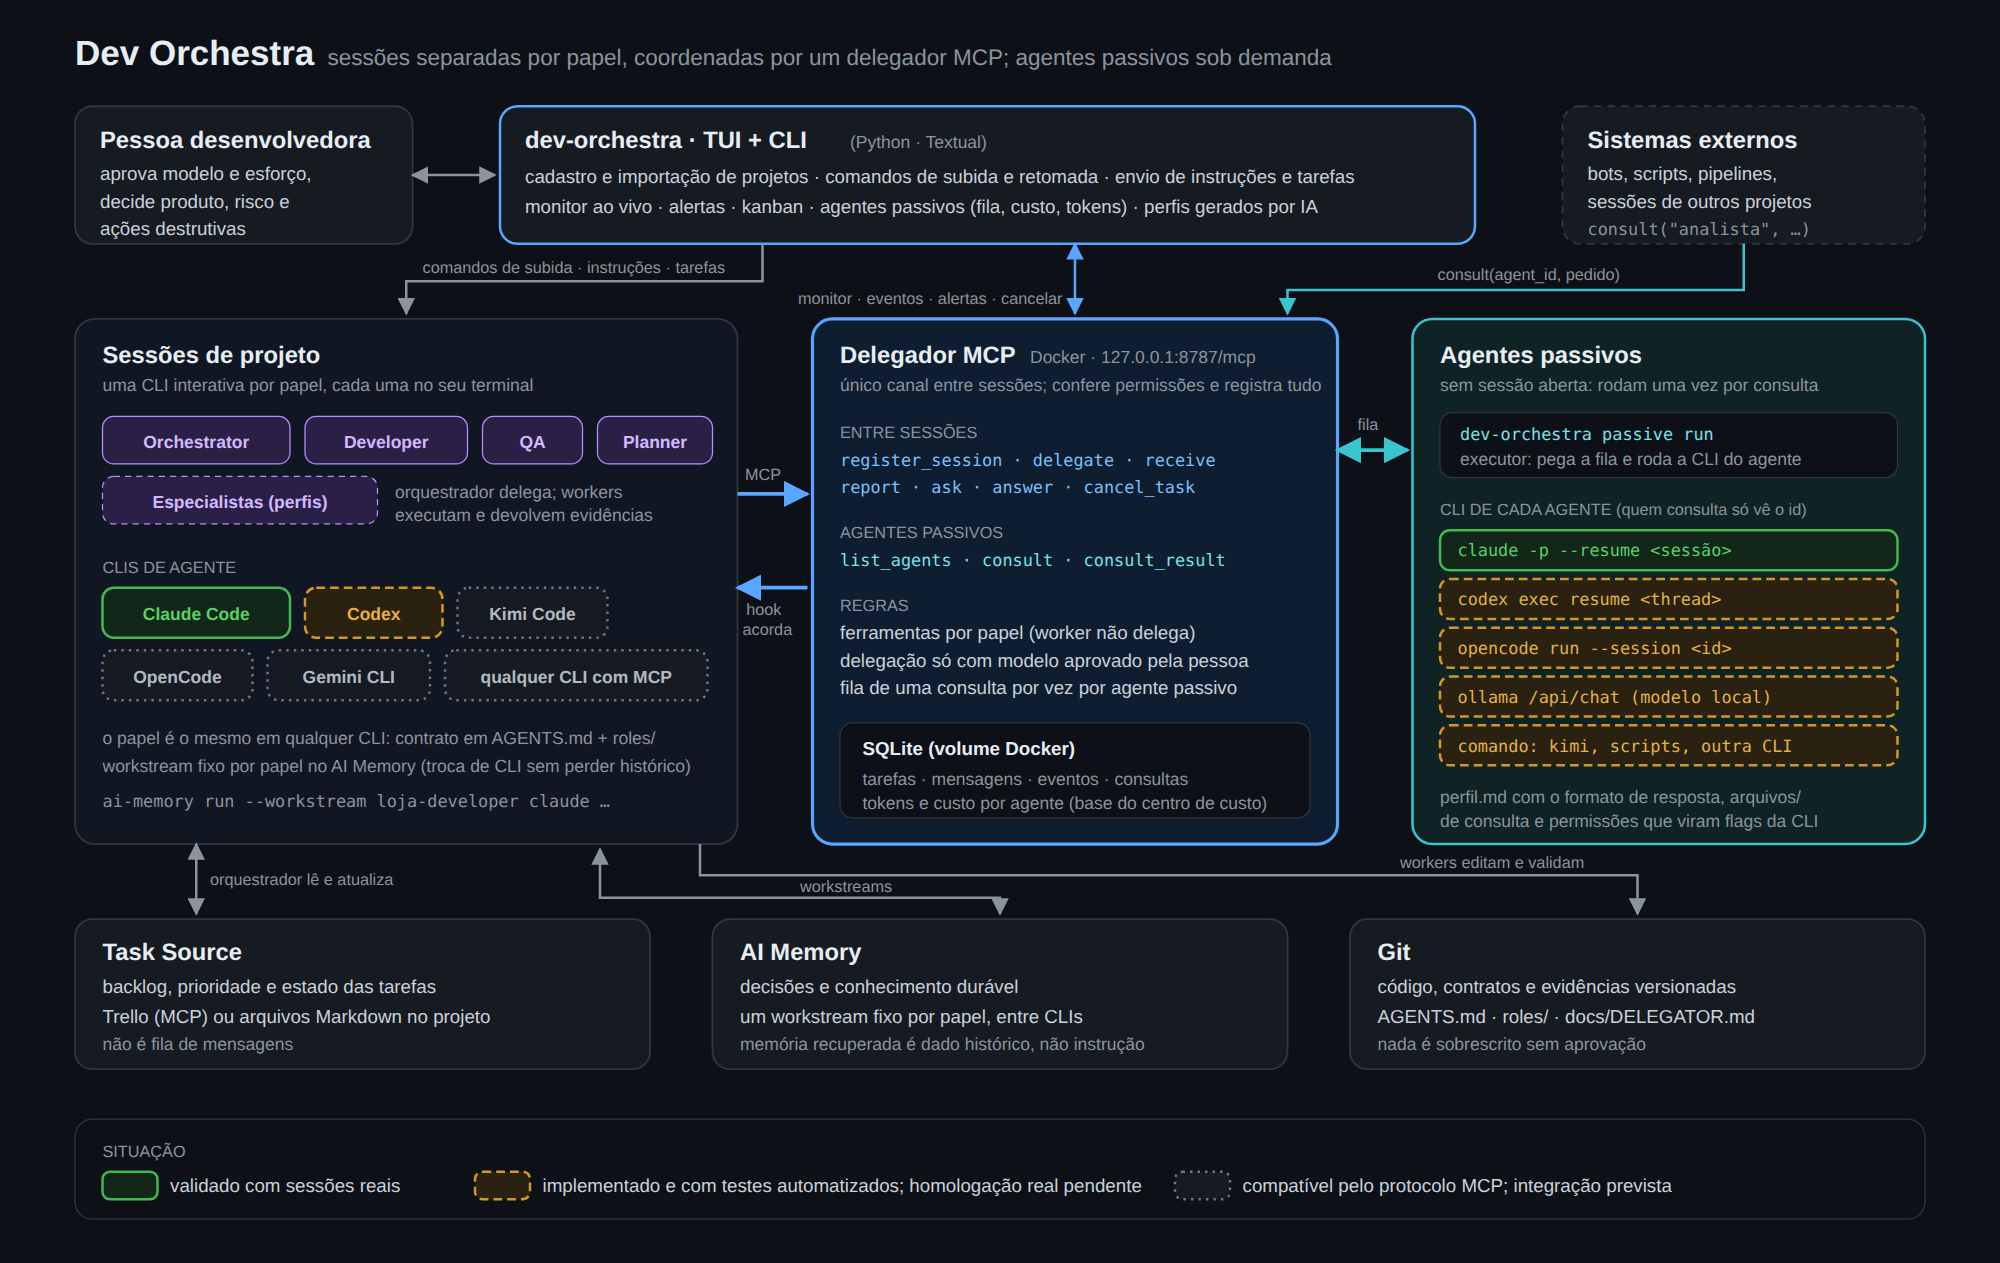 Dev Orchestra sessões separadas por papel, coordenadas por um delegador MCP; agentes passivos sob demanda
Pessoa desenvolvedora
aprova modelo e esforço,
decide produto, risco e
ações destrutivas
dev-orchestra · TUI + CLI (Python · Textual)
cadastro e importação de projetos · comandos de subida e retomada · envio de instruções e tarefas
monitor ao vivo · alertas · kanban · agentes passivos (fila, custo, tokens) · perfis gerados por IA
Sistemas externos
bots, scripts, pipelines,
sessões de outros projetos
consult("analista", …)
comandos de subida · instruções · tarefas
monitor · eventos · alertas · cancelar
consult(agent_id, pedido)
Sessões de projeto
uma CLI interativa por papel, cada uma no seu terminal
Orchestrator
Developer
QA
Planner
Especialistas (perfis)
orquestrador delega; workers
executam e devolvem evidências
CLIS DE AGENTE
Claude Code
Codex
Kimi Code
OpenCode
Gemini CLI
qualquer CLI com MCP
o papel é o mesmo em qualquer CLI: contrato em AGENTS.md + roles/
workstream fixo por papel no AI Memory (troca de CLI sem perder histórico)
ai-memory run --workstream loja-developer claude …
MCP
hook
acorda
Delegador MCP Docker · 127.0.0.1:8787/mcp
único canal entre sessões; confere permissões e registra tudo
ENTRE SESSÕES
register_session · delegate · receive
report · ask · answer · cancel_task
AGENTES PASSIVOS
list_agents · consult · consult_result
REGRAS
ferramentas por papel (worker não delega)
delegação só com modelo aprovado pela pessoa
fila de uma consulta por vez por agente passivo
SQLite (volume Docker)
tarefas · mensagens · eventos · consultas
tokens e custo por agente (base do centro de custo)
fila
Agentes passivos
sem sessão aberta: rodam uma vez por consulta
dev-orchestra passive run
executor: pega a fila e roda a CLI do agente
CLI DE CADA AGENTE (quem consulta só vê o id)
claude -p --resume <sessão>
codex exec resume <thread>
opencode run --session <id>
ollama /api/chat (modelo local)
comando: kimi, scripts, outra CLI
perfil.md com o formato de resposta, arquivos/
de consulta e permissões que viram flags da CLI
orquestrador lê e atualiza
workstreams
workers editam e validam
Task Source
backlog, prioridade e estado das tarefas
Trello (MCP) ou arquivos Markdown no projeto
não é fila de mensagens
AI Memory
decisões e conhecimento durável
um workstream fixo por papel, entre CLIs
memória recuperada é dado histórico, não instrução
Git
código, contratos e evidências versionadas
AGENTS.md · roles/ · docs/DELEGATOR.md
nada é sobrescrito sem aprovação
SITUAÇÃO
validado com sessões reais
implementado e com testes automatizados; homologação real pendente
compatível pelo protocolo MCP; integração prevista